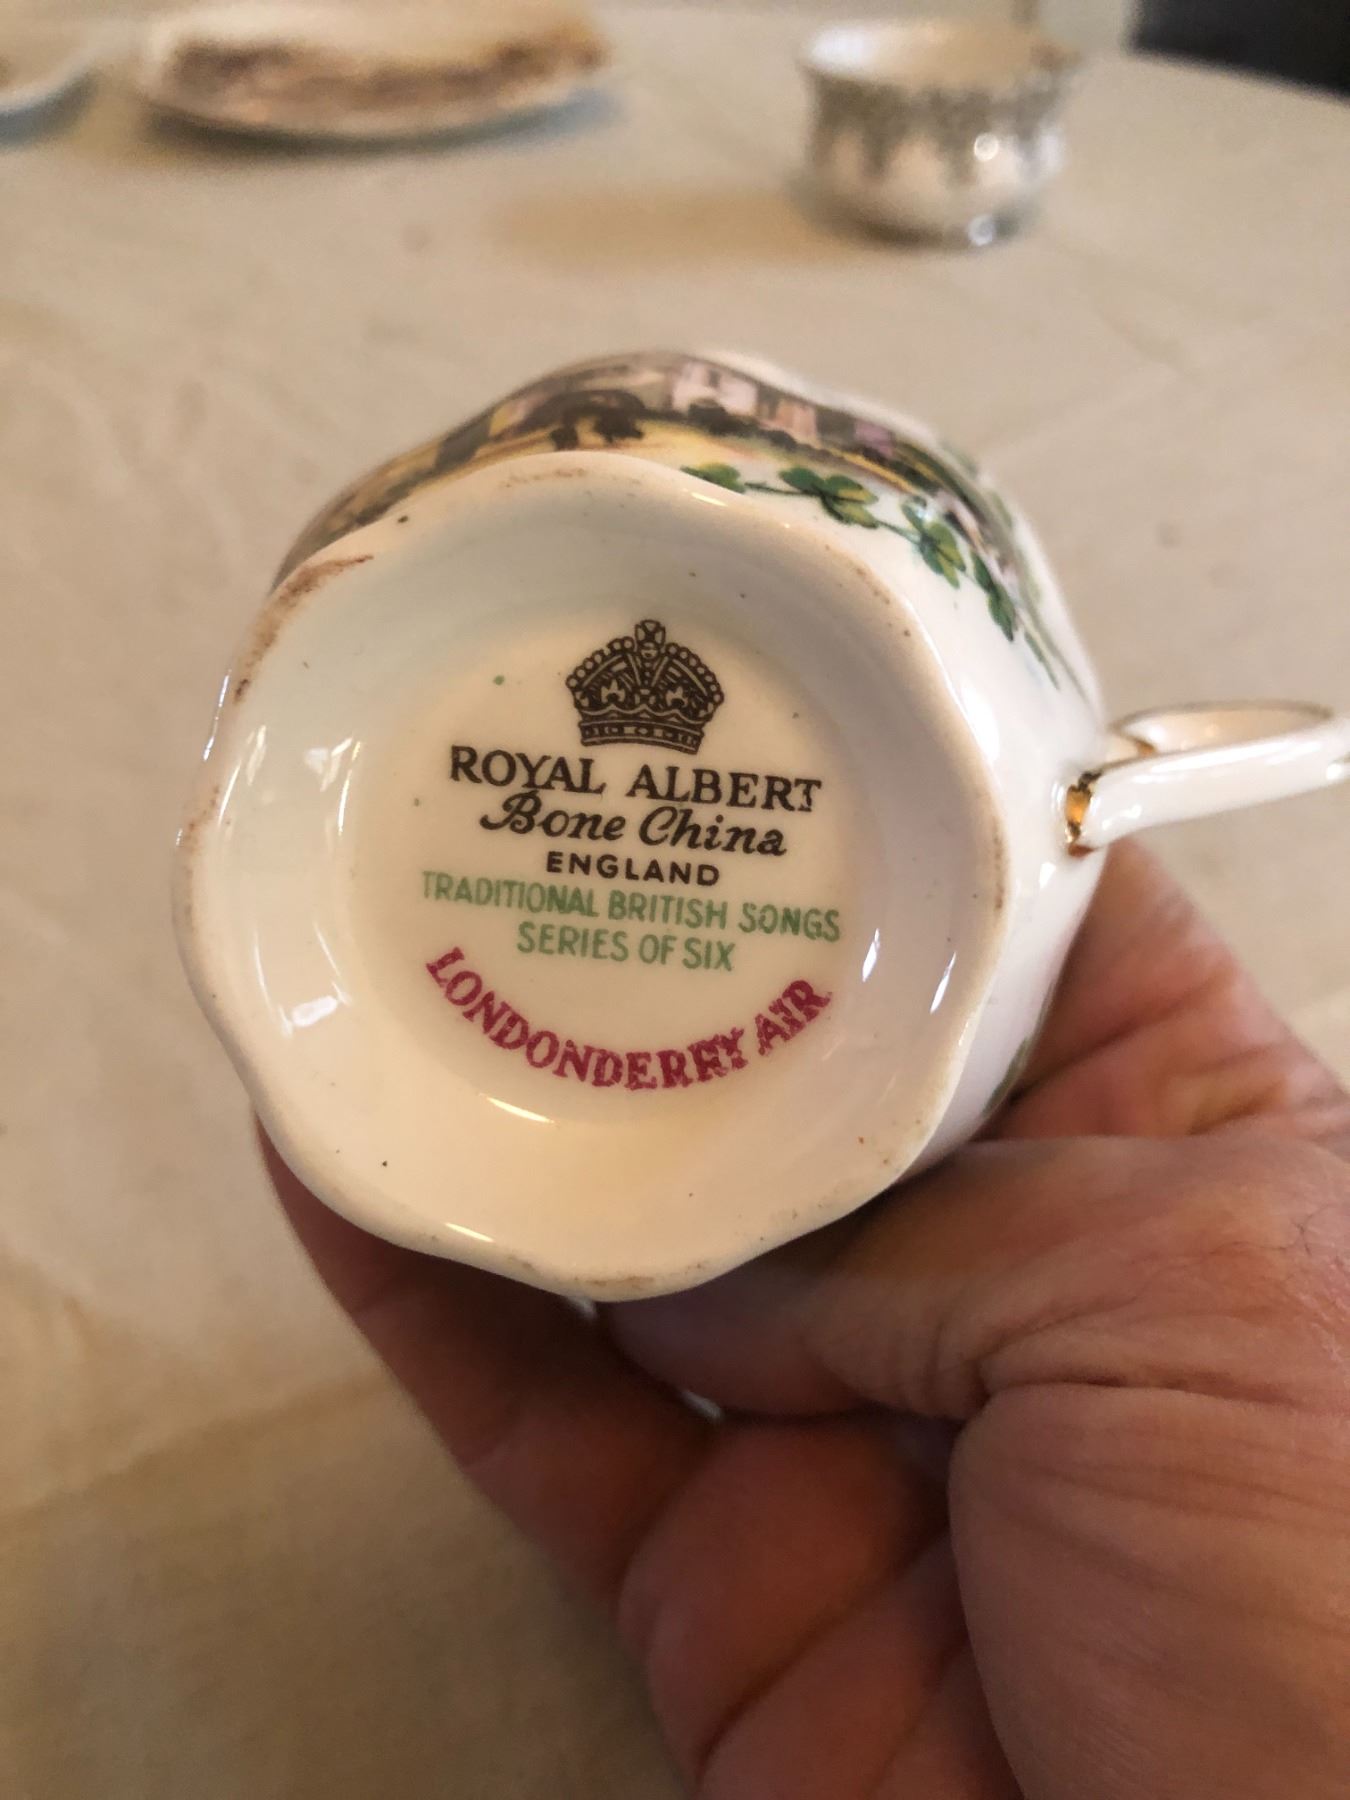 ROYAL ALBERT
Bone China
ENGLAND
TRADITIONAL BRITISH SONGS
SERIES OF SIX
LONDONDERRY AIR